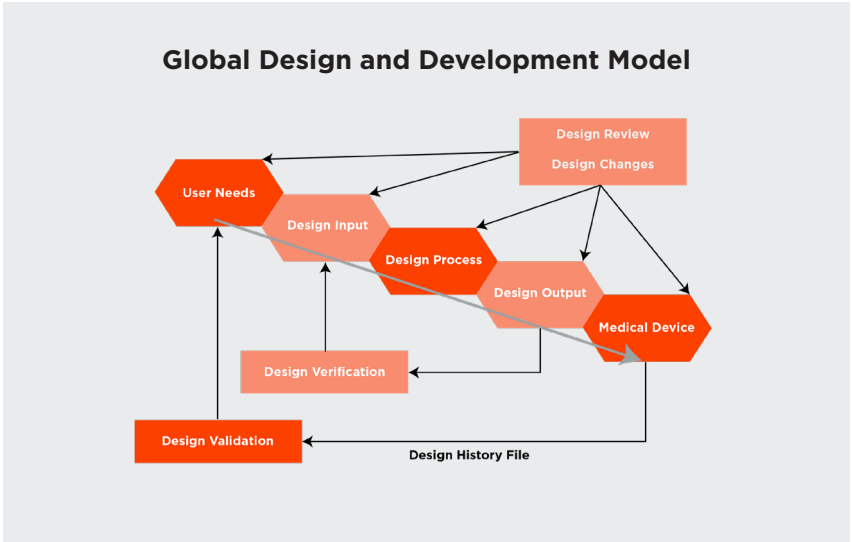 Global Design and Development Model
Design Review
Design Changes
User Needs
Design Input
Design Process
Design Output
Medical Device
Design Verification
Design Validation
Design History File